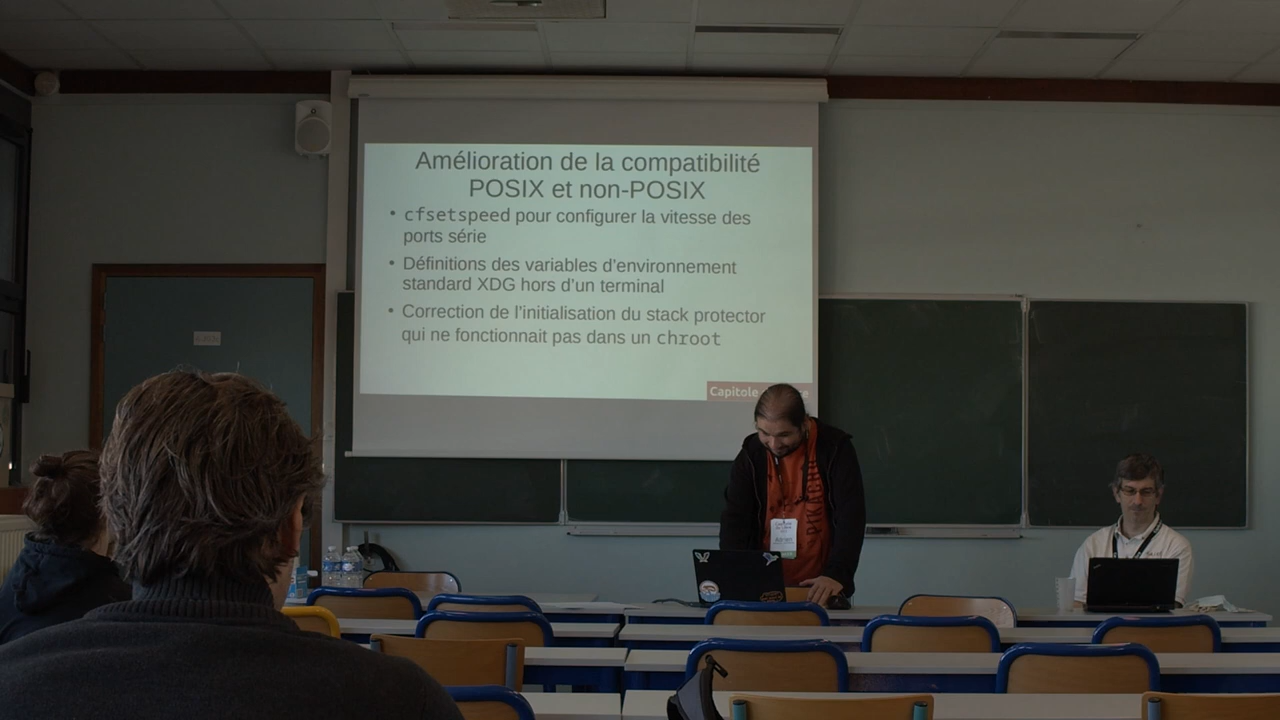 Amélioration de la compatibilité
POSIX et non-POSIX
• cfsetspeed pour configurer la vitesse des
ports série
• Définitions des variables d'environnement
standard XDG hors d'un terminal
• Correction de l'initialisation du stack protector
qui ne fonctionnait pas dans un chroot
Capitole